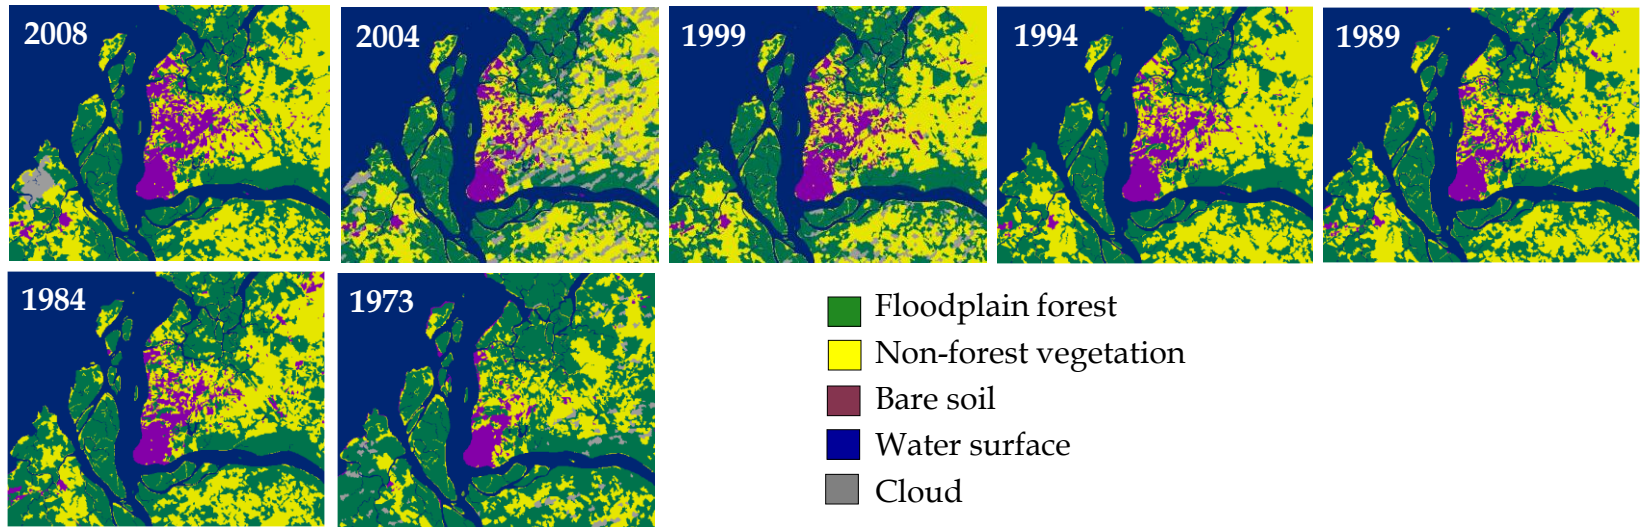 2008
2004
1999
1994
1989
1984
1973
Floodplain forest
Non-forest vegetation
Bare soil
Water surface
Cloud